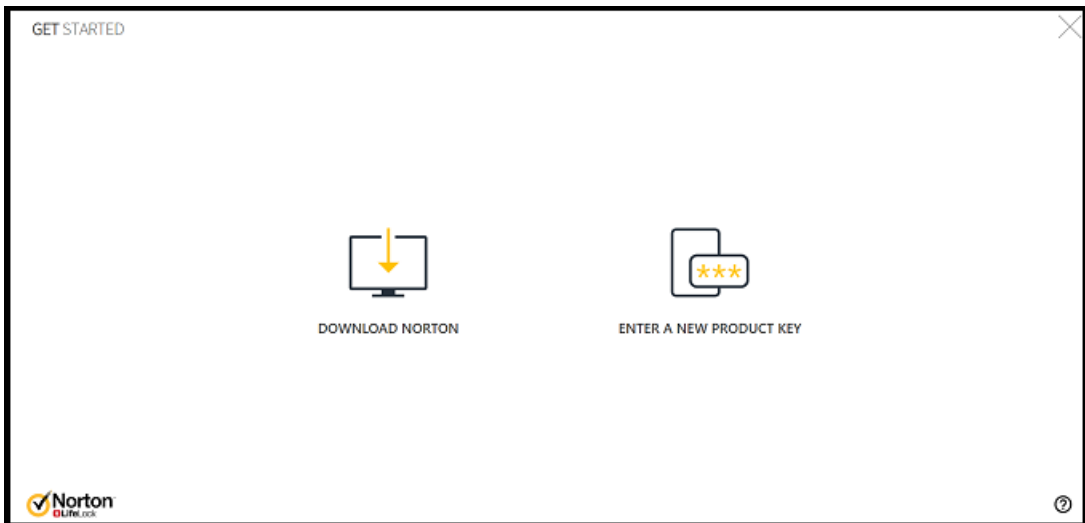 GET STARTED
***
DOWNLOAD NORTON
ENTER A NEW PRODUCT KEY
Norton
LifeLock
?